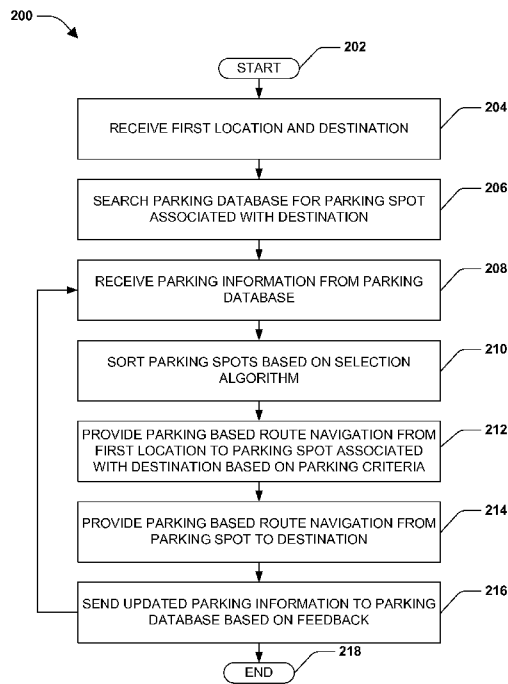 200
202
START
204
RECEIVE FIRST LOCATION AND DESTINATION
206
SEARCH PARKING DATABASE FOR PARKING SPOT
ASSOCIATED WITH DESTINATION
208
RECEIVE PARKING INFORMATION FROM PARKING
DATABASE
210
SORT PARKING SPOTS BASED ON SELECTION
ALGORITHM
212
PROVIDE PARKING BASED ROUTE NAVIGATION FROM
FIRST LOCATION TO PARKING SPOT ASSOCIATED
WITH DESTINATION BASED ON PARKING CRITERIA
214
PROVIDE PARKING BASED ROUTE NAVIGATION FROM
PARKING SPOT TO DESTINATION
216
SEND UPDATED PARKING INFORMATION TO PARKING
DATABASE BASED ON FEEDBACK
218
END